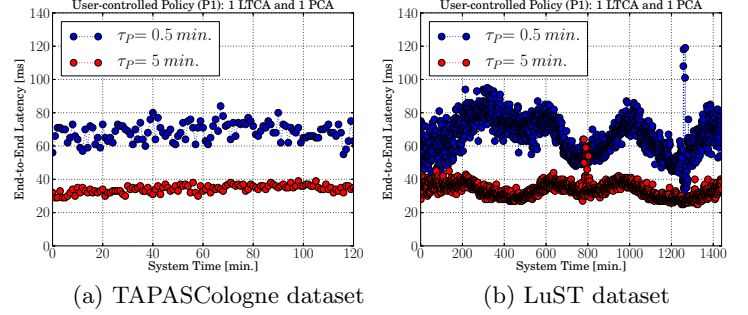 User-controlled Policy (P1): 1 LTCA and 1 PCA
140
120
100
80
60
40
20
0
End-to-End Latency [ms]
τP= 0.5 min.
τP= 5 min.
0 20 40 60 80 100 120
System Time [min.]
(a) TAPASCologne dataset
User-controlled Policy (P1): 1 LTCA and 1 PCA
140
120
100
80
60
40
20
0
End-to-End Latency [ms]
τP= 0.5 min.
τP= 5 min.
0 200 400 600 800 1000 1200 1400
System Time [min.]
(b) LuST dataset